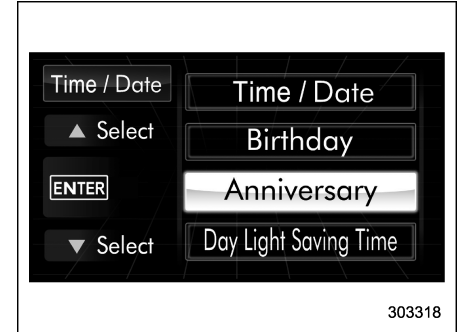 Time / Date
▲ Select
ENTER
▼ Select
Time / Date
Birthday
Anniversary
Day Light Saving Time
303318